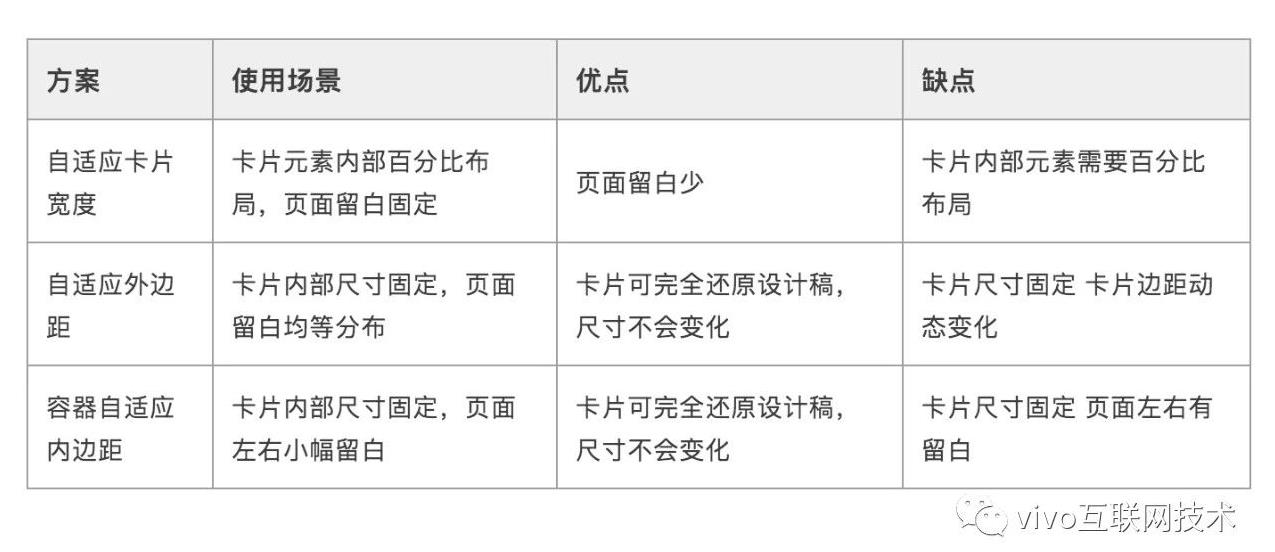 方案
使用场景
优点
缺点
自适应卡片
宽度
卡片元素内部百分比布
局，页面留白固定
页面留白少
卡片内部元素需要百分比
布局
自适应外边
距
卡片内部尺寸固定，页面
留白均等分布
卡片可完全还原设计稿，
尺寸不会变化
卡片尺寸固定 卡片边距动
态变化
容器自适应
内边距
卡片内部尺寸固定，页面
左右小幅留白
卡片可完全还原设计稿，
尺寸不会变化
卡片尺寸固定 页面左右有
留白
vivo互联网技术